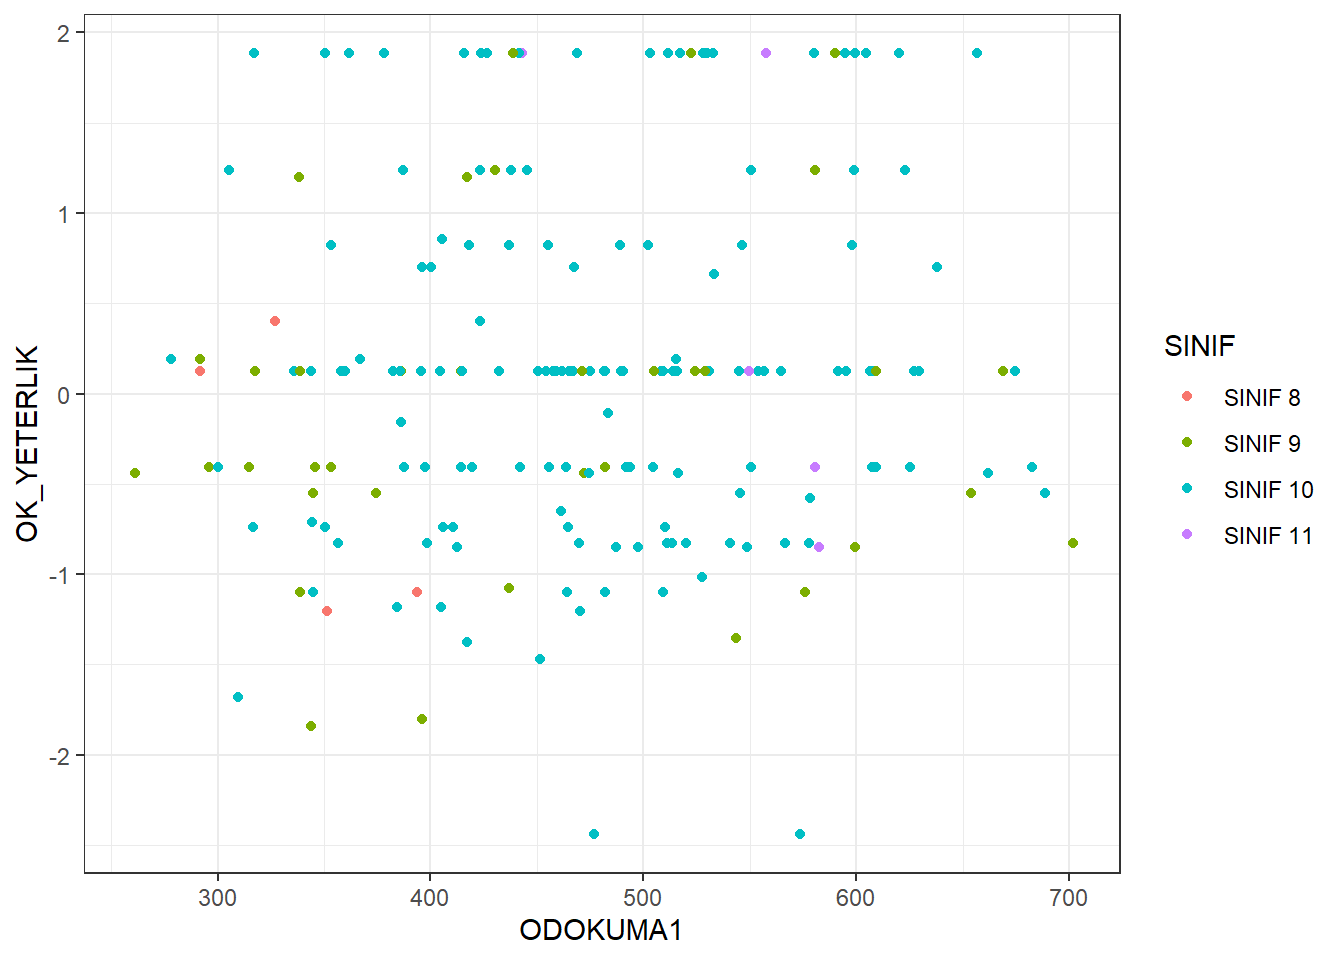 2
1
0
-1
-2
OK_YETERLIK
300
400
500
600
700
ODOKUMA1
SINIF
SINIF 8
SINIF 9
SINIF 10
SINIF 11